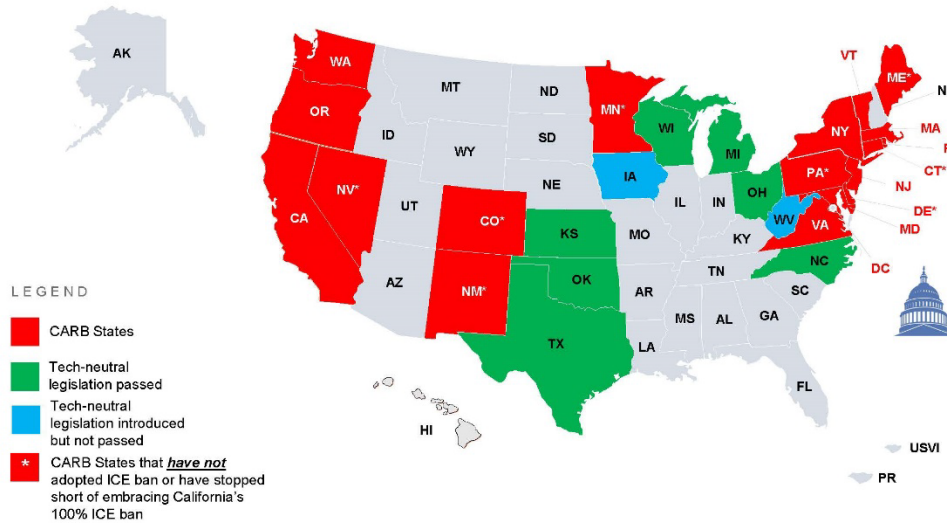 AK
WA
OR
CA
NV*
ID
MT
WY
UT
AZ
CO*
NM*
ND
SD
NE
KS
OK
TX
MN*
IA
MO
AR
LA
WI
MI
IL
IN
OH
KY
TN
MS
AL
GA
FL
SC
NC
VA
WV
PA*
NY
VT
ME*
N
MA
CT*
NJ
DE*
MD
DC
HI
USVI
PR
LEGEND
CARB States
Tech-neutral
legislation passed
Tech-neutral
legislation introduced
but not passed
* CARB States that have not
adopted ICE ban or have stopped
short of embracing California's
100% ICE ban